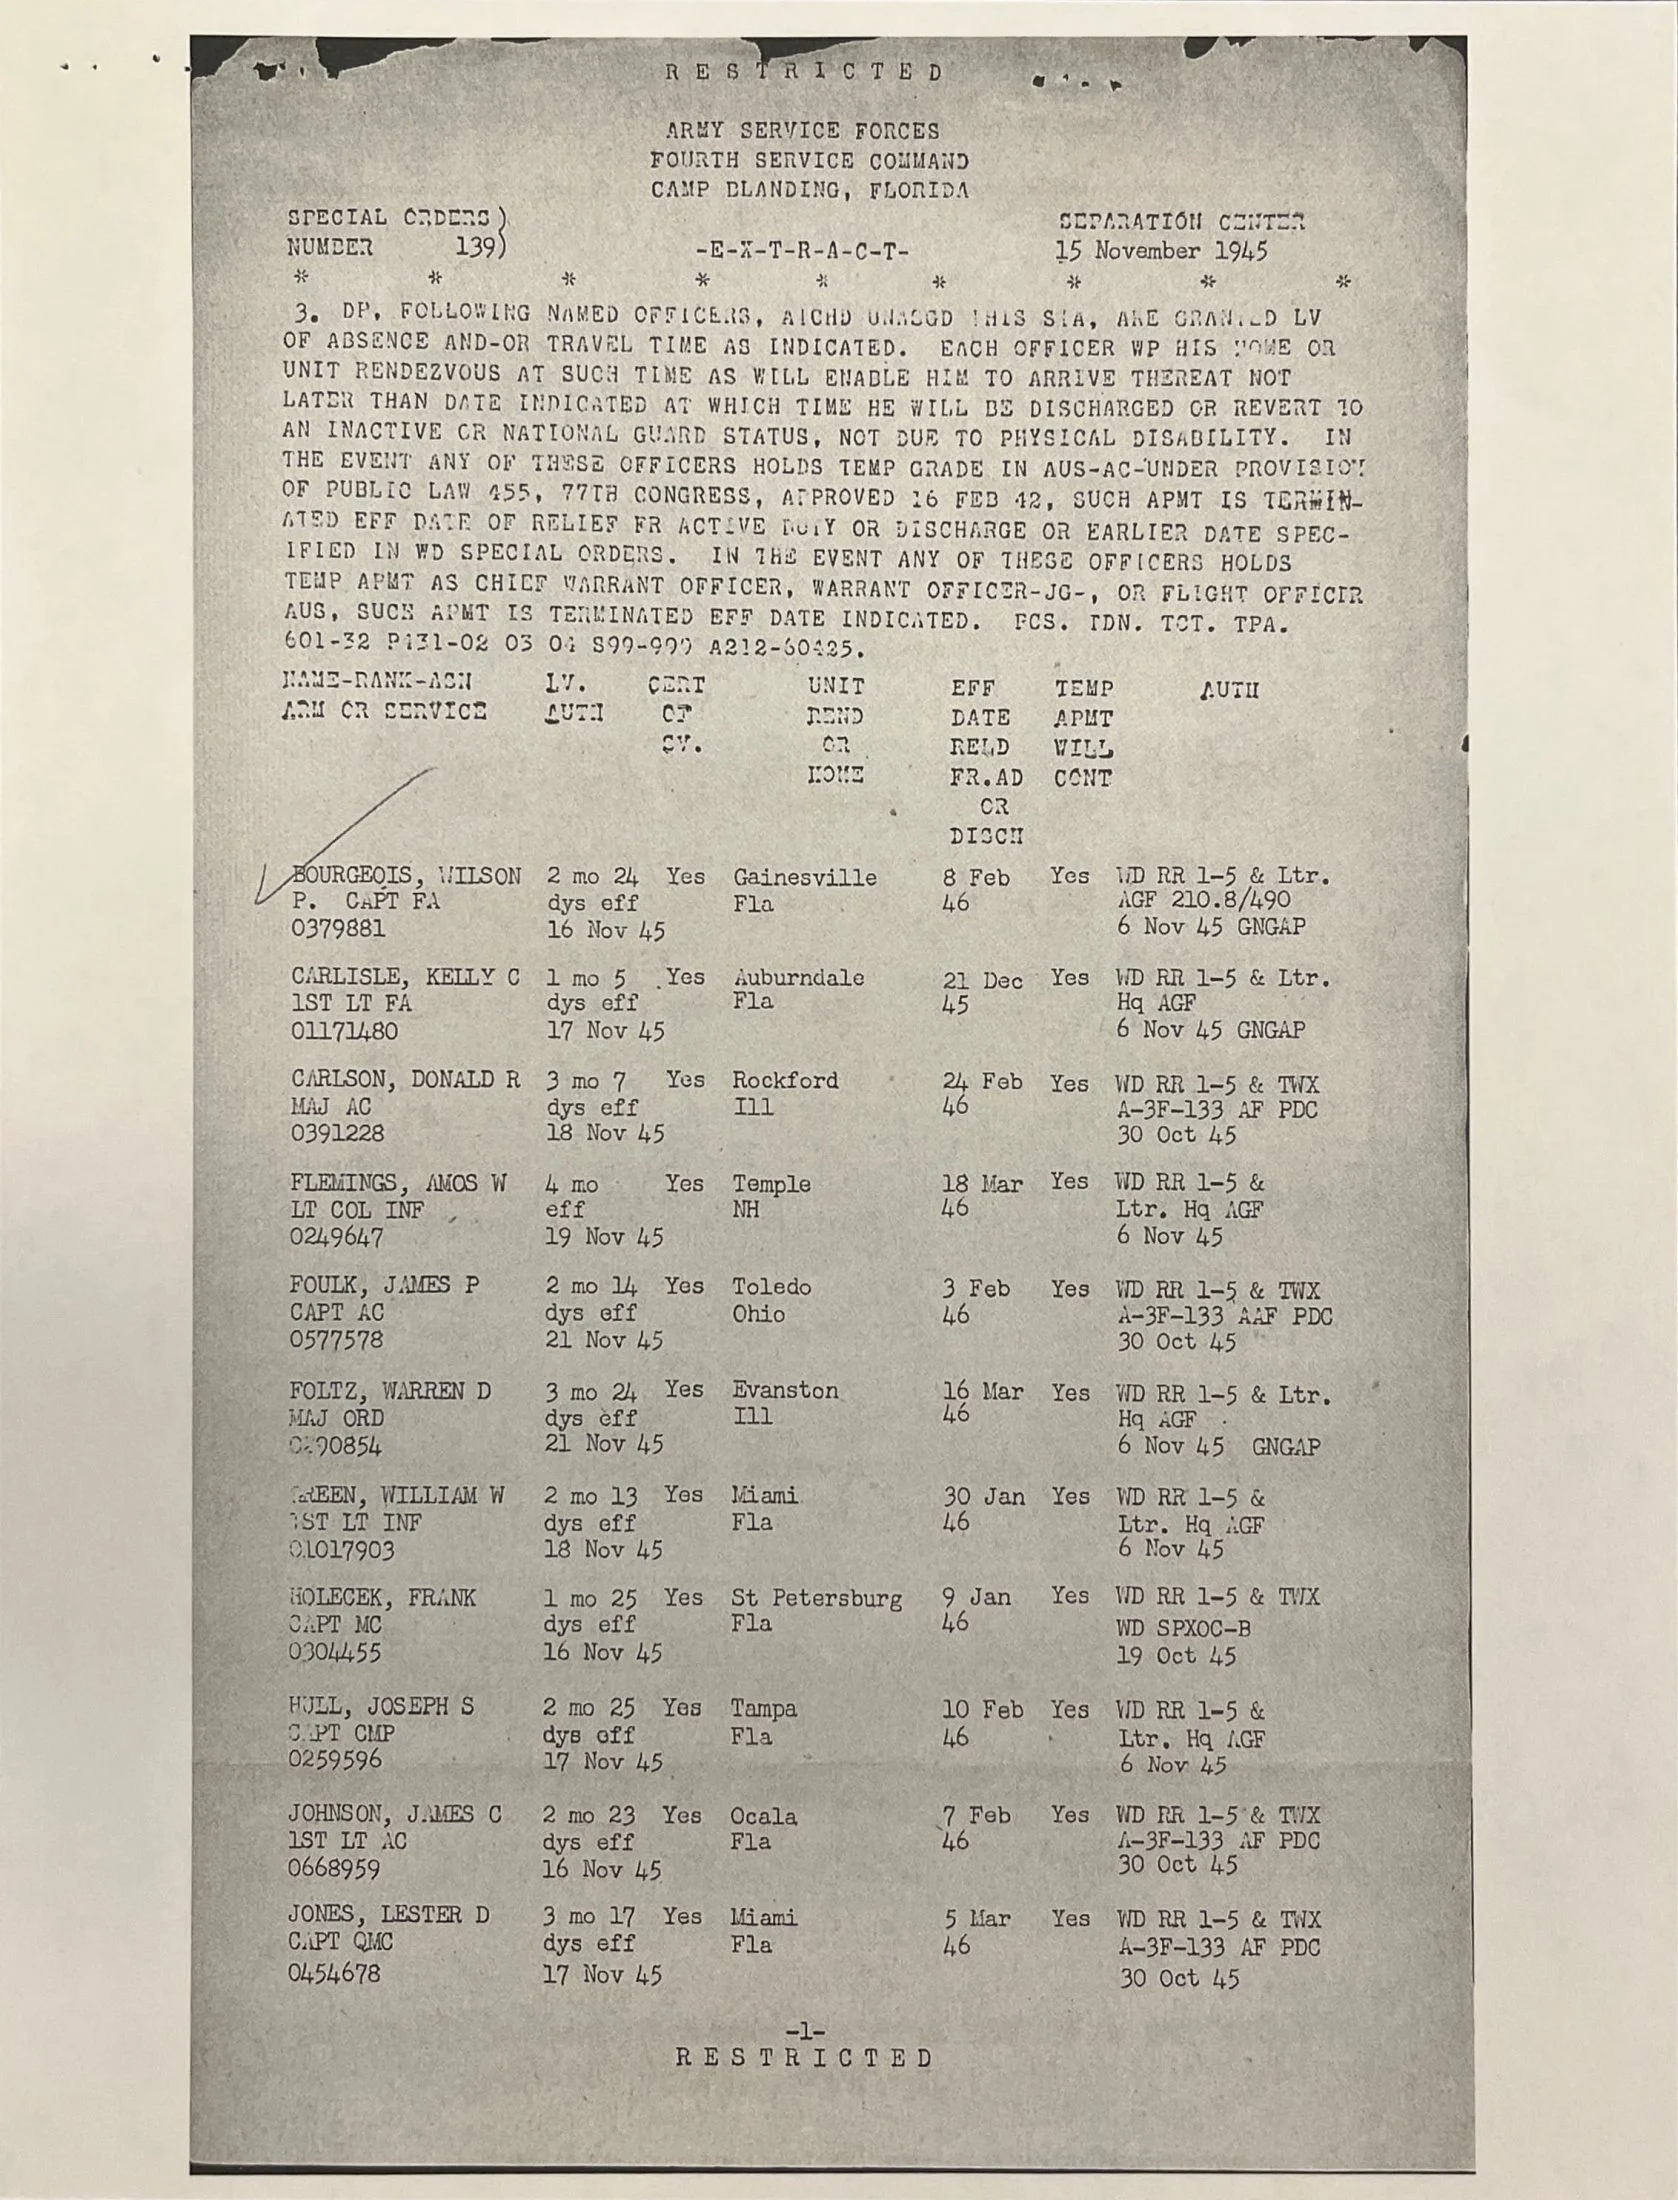 RESTRICTED
ARMY SERVICE FORCES
FOURTH SERVICE COMMAND
CAMP BLANDING, FLORIDA
SPECIAL ORDERS) SEPARATION CENTER
NUMBER 139) -E-X-T-R-A-C-T- 15 November 1945
* * * * * * * * *
3. DP, FOLLOWING NAMED OFFICERS, ATCHD UNASGD THIS STA, ARE GRANTED LV
OF ABSENCE AND-OR TRAVEL TIME AS INDICATED. EACH OFFICER WP HIS HOME OR
UNIT RENDEZVOUS AT SUCH TIME AS WILL ENABLE HIM TO ARRIVE THEREAT NOT
LATER THAN DATE INDICATED AT WHICH TIME HE WILL BE DISCHARGED OR REVERT TO
AN INACTIVE OR NATIONAL GUARD STATUS, NOT DUE TO PHYSICAL DISABILITY. IN
THE EVENT ANY OF THESE OFFICERS HOLDS TEMP GRADE IN AUS-AC-UNDER PROVISION
OF PUBLIC LAW 455, 77TH CONGRESS, APPROVED 16 FEB 42, SUCH APMT IS TERMIN-
ATED EFF DATE OF RELIEF FR ACTIVE DUTY OR DISCHARGE OR EARLIER DATE SPEC-
IFIED IN WD SPECIAL ORDERS. IN THE EVENT ANY OF THESE OFFICERS HOLDS
TEMP APMT AS CHIEF WARRANT OFFICER, WARRANT OFFICER-JG-, OR FLIGHT OFFICER
AUS, SUCH APMT IS TERMINATED EFF DATE INDICATED. PCS. TDN. TCT. TPA.
601-32 P431-02 03 04 S99-999 A212-60425.
NAME-RANK-ASN LV. CERT UNIT EFF TEMP AUTH
ARM OR SERVICE AUTH OF REND DATE APMT
SV. OR RELD WILL
HOME FR.AD CONT
OR
DISCH
BOURGEOIS, WILSON 2 mo 24 Yes Gainesville 8 Feb Yes WD RR 1-5 & Ltr.
P. CAPT FA dys eff Fla 46 AGF 210.8/490
0379881 16 Nov 45 6 Nov 45 GNGAP
CARLISLE, KELLY C 1 mo 5 Yes Auburndale 21 Dec Yes WD RR 1-5 & Ltr.
1ST LT FA dys eff Fla 45 Hq AGF
01171480 17 Nov 45 6 Nov 45 GNGAP
CARLSON, DONALD R 3 mo 7 Yes Rockford 24 Feb Yes WD RR 1-5 & TWX
MAJ AC dys eff Ill 46 A-3F-133 AF PDC
0391228 18 Nov 45 30 Oct 45
FLEMINGS, AMOS W 4 mo Yes Temple 18 Mar Yes WD RR 1-5 &
LT COL INF eff NH 46 Ltr. Hq AGF
0249647 19 Nov 45 6 Nov 45
FOULK, JAMES P 2 mo 14 Yes Toledo 3 Feb Yes WD RR 1-5 & TWX
CAPT AC dys eff Ohio 46 A-3F-133 AAF PDC
0577578 21 Nov 45 30 Oct 45
FOLTZ, WARREN D 3 mo 24 Yes Evanston 16 Mar Yes WD RR 1-5 & Ltr.
MAJ ORD dys eff Ill 46 Hq AGF
21 Nov 45 6 Nov 45 GNGAP
GREEN, WILLIAM W 2 mo 13 Yes Miami 30 Jan Yes WD RR 1-5 &
1ST LT INF dys eff Fla 46 Ltr. Hq AGF
01017903 18 Nov 45 6 Nov 45
HOLECEK, FRANK 1 mo 25 Yes St Petersburg 9 Jan Yes WD RR 1-5 & TWX
CAPT MC dys eff Fla 46 WD SPXOC-B
0304455 16 Nov 45 19 Oct 45
HULL, JOSEPH S 2 mo 25 Yes Tampa 10 Feb Yes WD RR 1-5 &
CAPT CMP dys eff Fla 46 Ltr. Hq AGF
0259596 17 Nov 45 6 Nov 45
JOHNSON, JAMES C 2 mo 23 Yes Ocala 7 Feb Yes WD RR 1-5 & TWX
1ST LT AC dys eff Fla 46 A-3F-133 AF PDC
0668959 16 Nov 45 30 Oct 45
JONES, LESTER D 3 mo 17 Yes Miami 5 Mar Yes WD RR 1-5 & TWX
CAPT QMC dys eff Fla 46 A-3F-133 AF PDC
0454678 17 Nov 45 30 Oct 45
-1-
RESTRICTED